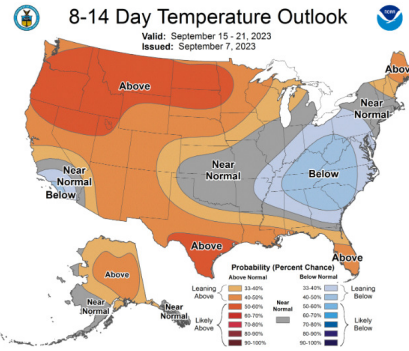 8-14 Day Temperature Outlook
Valid: September 15 - 21, 2023
Issued: September 7, 2023
Above
Above
Near
Normal
Near
Normal
Below
Near
Normal
Below
Above
Above
Above
Near
Normal
Near
Normal
Probability (Percent Chance)
Above Normal
Below Normal
Leaning
Above
33-40%
40-50%
Near
Normal
33-40%
40-50%
Leaning
Below
Likely
Above
50-60%
60-70%
70-80%
80-90%
90-100%
50-60%
60-70%
70-80%
80-90%
90-100%
Likely
Below